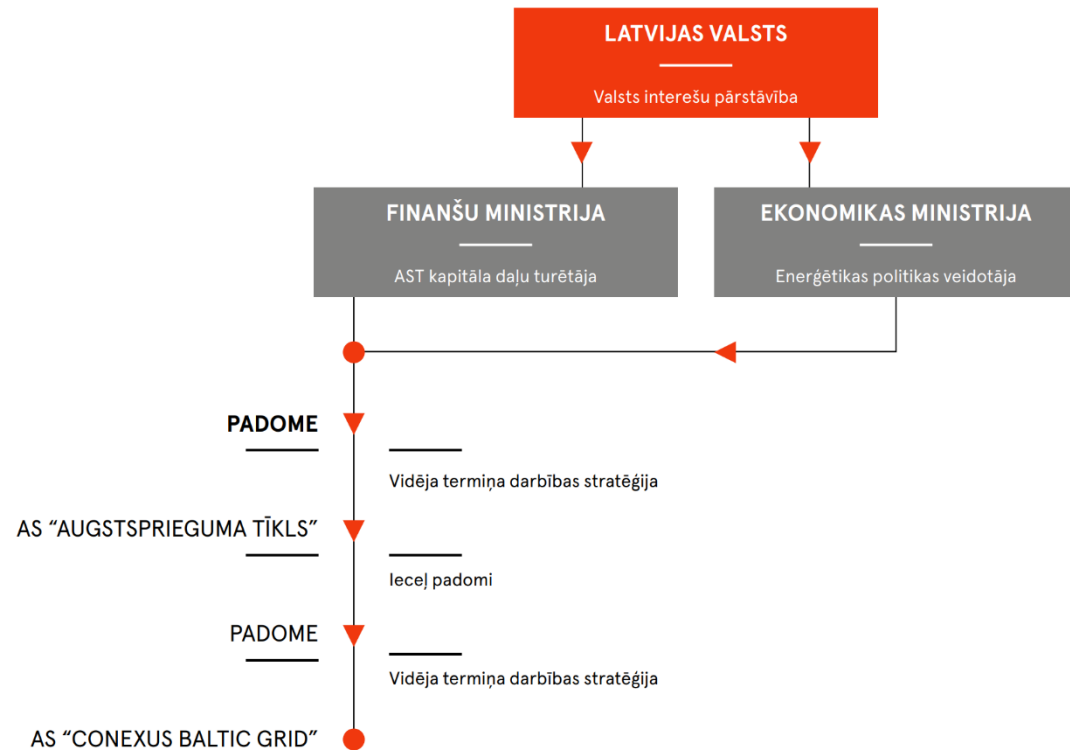 LATVIJAS VALSTS
Valsts interešu pārstāvība
FINANŠU MINISTRIJA
AST kapitāla daļu turētāja
EKONOMIKAS MINISTRIJA
Enerģētikas politikas veidotāja
PADOME
Vidēja termiņa darbības stratēģija
AS “AUGSTSPRIEGUMA TĪKLS”
Ieceļ padomi
PADOME
Vidēja termiņa darbības stratēģija
AS “CONEXUS BALTIC GRID”